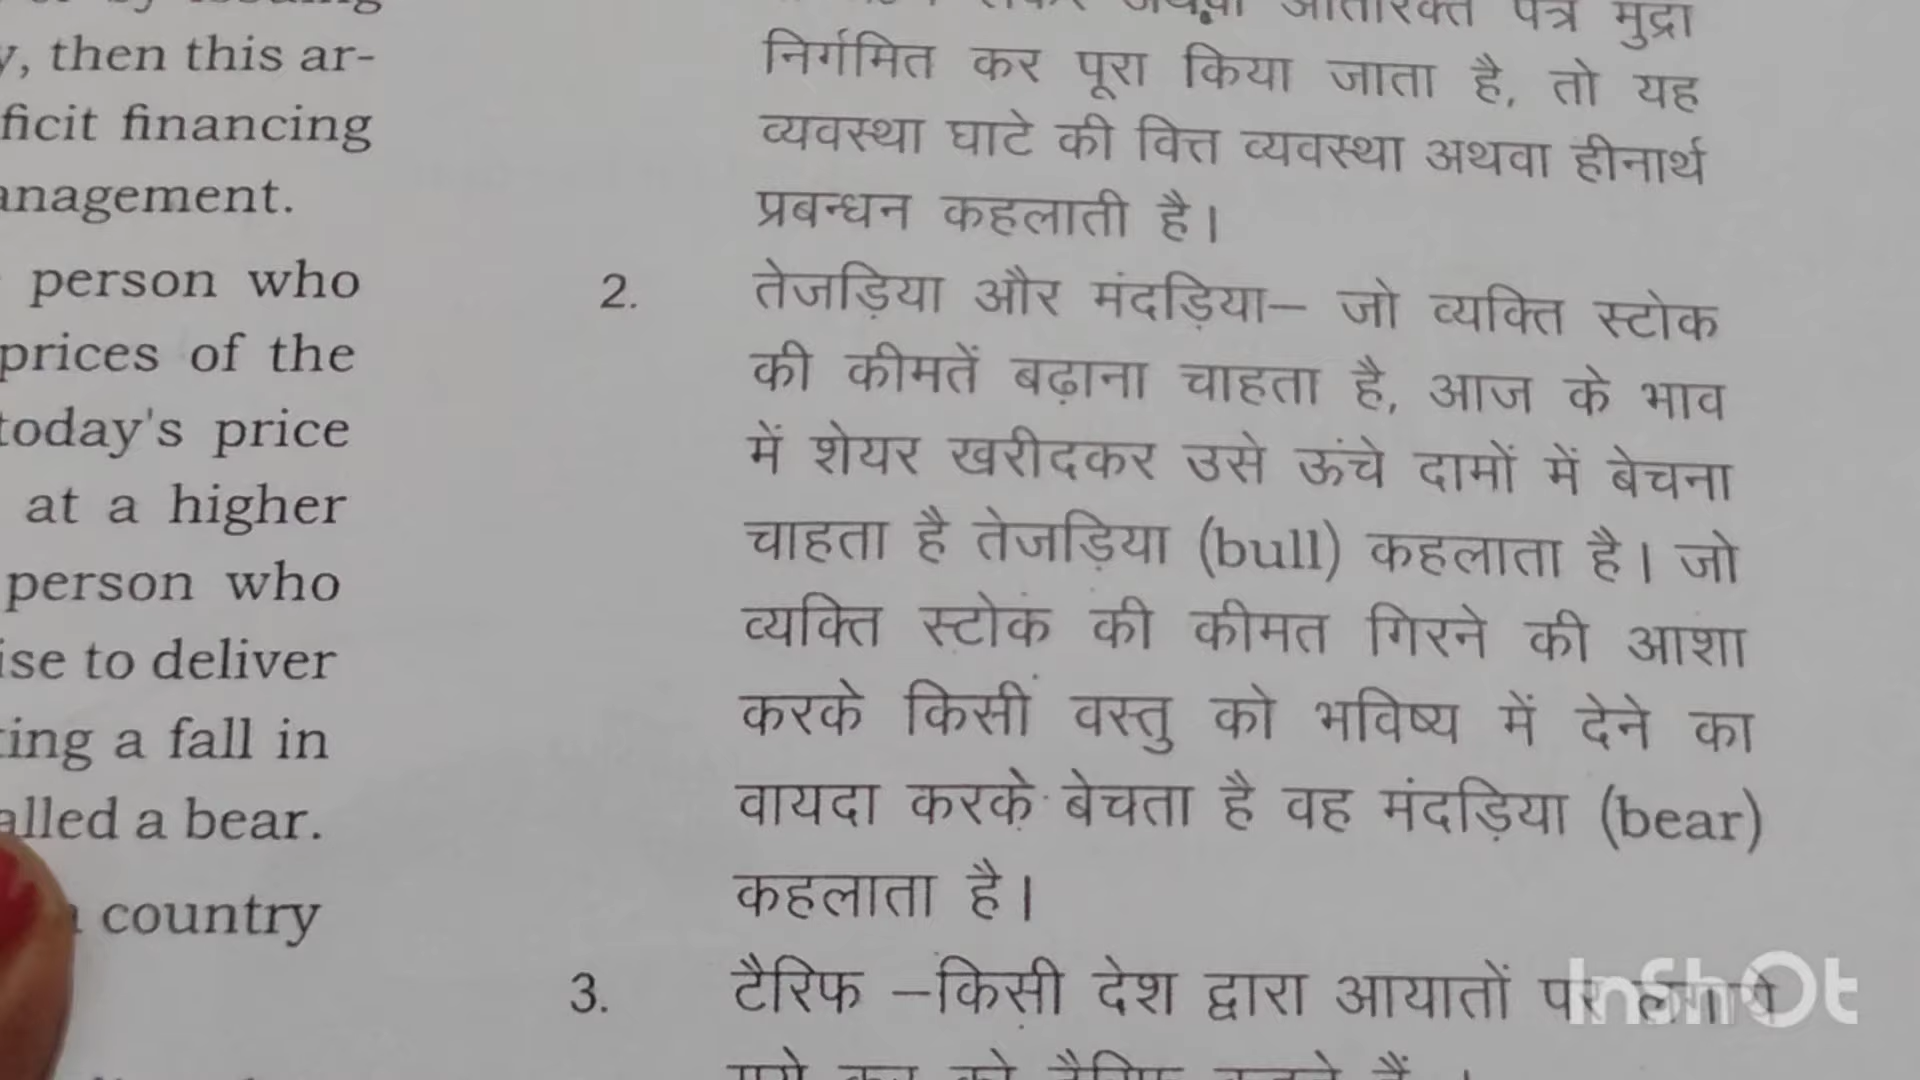 y, then this ar-
ficit financing
anagement.
person who
prices of the
today's price
at a higher
person who
ise to deliver
ting a fall in
alled a bear.
country
पत्र मुद्रा
निर्गमित कर पूरा किया जाता है, तो यह
व्यवस्था घाटे की वित्त व्यवस्था अथवा हीनार्थ
प्रबन्धन कहलाती है।
2. तेजड़िया और मंदड़िया– जो व्यक्ति स्टोक
की कीमतें बढ़ाना चाहता है, आज के भाव
में शेयर खरीदकर उसे ऊंचे दामों में बेचना
चाहता है तेजड़िया (bull) कहलाता है। जो
व्यक्ति स्टोक की कीमत गिरने की आशा
करके किसी वस्तु को भविष्य में देने का
वायदा करके बेचता है वह मंदड़िया (bear)
कहलाता है।
3. टैरिफ –किसी देश द्वारा आयातों पर
InShOt